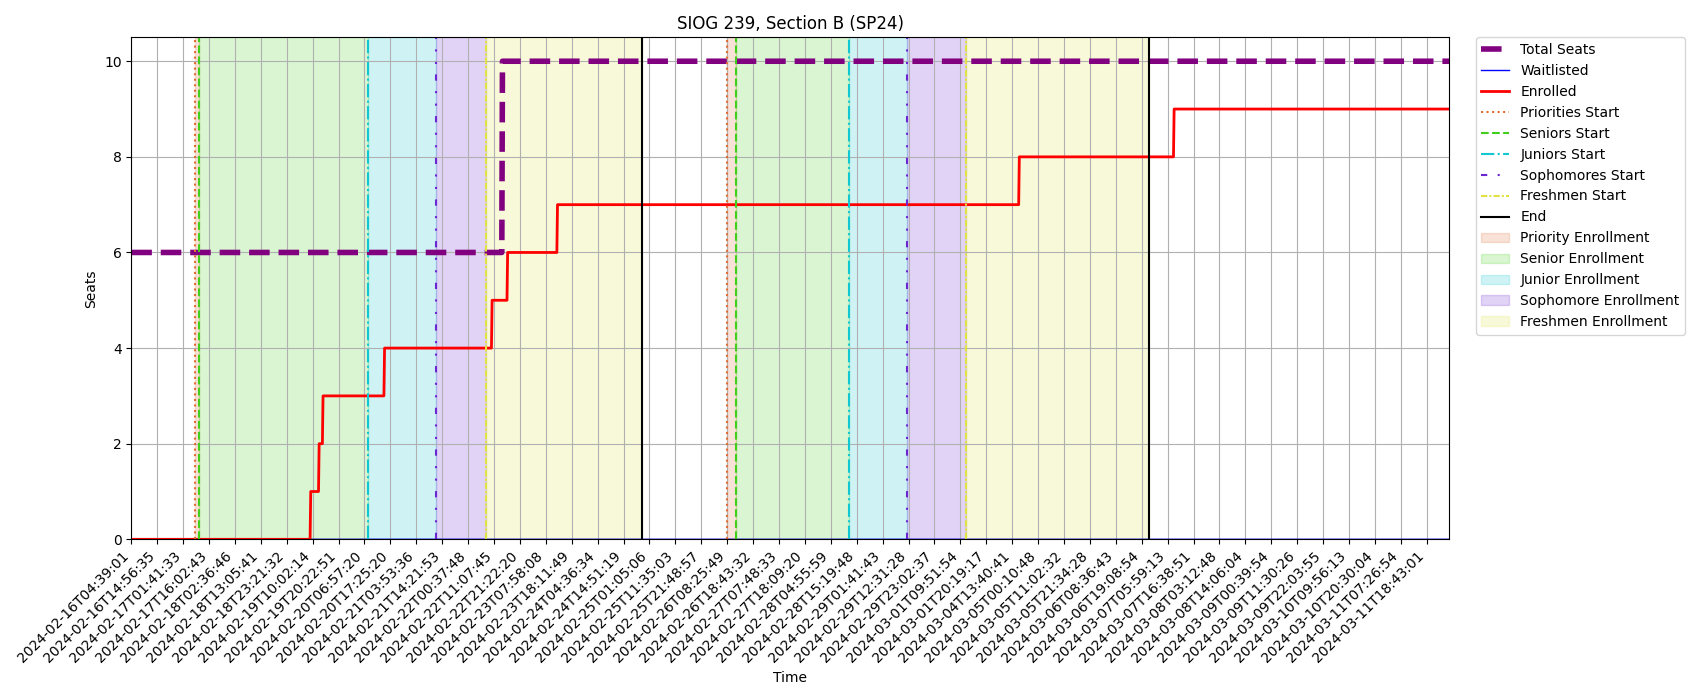 SIOG 239, Section B (SP24)
10
8
6
4
2
0
Seats
Total Seats
Waitlisted
Enrolled
Priorities Start
Seniors Start
Juniors Start
Sophomores Start
Freshmen Start
End
Priority Enrollment
Senior Enrollment
Junior Enrollment
Sophomore Enrollment
Freshmen Enrollment
2024-02-16T04:39:01
2024-02-16T14:56:35
2024-02-17T01:41:33
2024-02-17T16:02:43
2024-02-18T02:36:46
2024-02-18T13:05:41
2024-02-18T23:21:32
2024-02-19T10:02:14
2024-02-19T20:22:51
2024-02-20T06:57:20
2024-02-20T17:25:20
2024-02-21T03:53:36
2024-02-21T14:21:53
2024-02-22T00:37:48
2024-02-22T11:07:45
2024-02-22T21:22:20
2024-02-23T07:58:08
2024-02-23T18:11:49
2024-02-24T04:36:34
2024-02-24T14:51:19
2024-02-25T01:05:06
2024-02-25T11:35:03
2024-02-25T21:48:57
2024-02-26T08:25:49
2024-02-26T18:43:32
2024-02-27T07:48:33
2024-02-27T18:09:20
2024-02-28T04:55:59
2024-02-28T15:19:48
2024-02-29T01:41:43
2024-02-29T12:31:28
2024-02-29T23:02:37
2024-03-01T09:51:54
2024-03-01T20:19:17
2024-03-04T13:40:41
2024-03-05T00:10:48
2024-03-05T11:02:32
2024-03-05T21:34:28
2024-03-06T08:36:43
2024-03-06T19:08:54
2024-03-07T05:59:13
2024-03-07T16:38:51
2024-03-08T03:12:48
2024-03-08T14:06:04
2024-03-09T00:39:54
2024-03-09T11:30:26
2024-03-09T22:03:55
2024-03-10T09:56:13
2024-03-10T20:30:04
2024-03-11T07:26:54
2024-03-11T18:43:01
Time